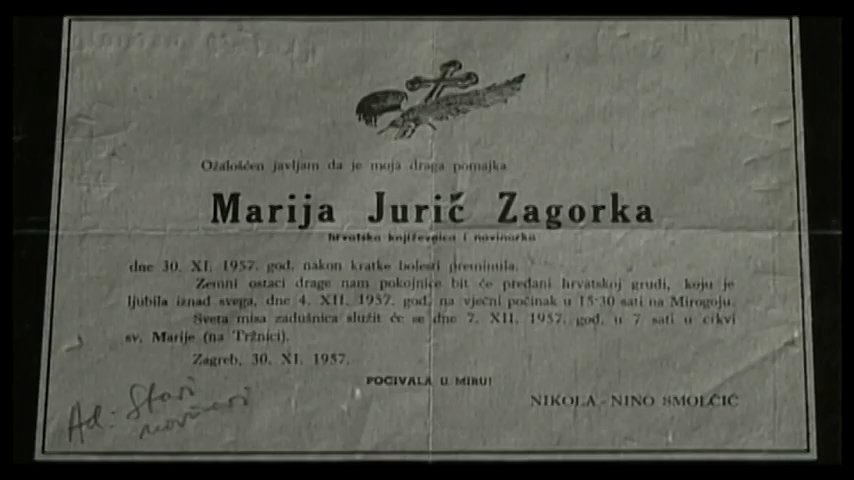 Ožalošćen javljam da je moja draga pomajka
Marija Jurić Zagorka
hrvatska književnica i novinarka
dne 30. XI. 1957. god. nakon kratke bolesti preminula.
Zemni ostaci drage nam pokojnice bit će predani hrvatskoj grudi, koju je
ljubila iznad svega, dne 4. XII. 1957. god. na vječni počinak u 15·30 sati na Mirogoju.
Sveta misa zadušnica služit će se dne 7. XII. 1957. god. u 7 sati u crkvi
sv. Marije (na Tržnici).
Zagreb, 30. XI. 1957.
POČIVALA U MIRU!
NIKOLA - NINO SMOLČIĆ
Ad: Stari
novinari